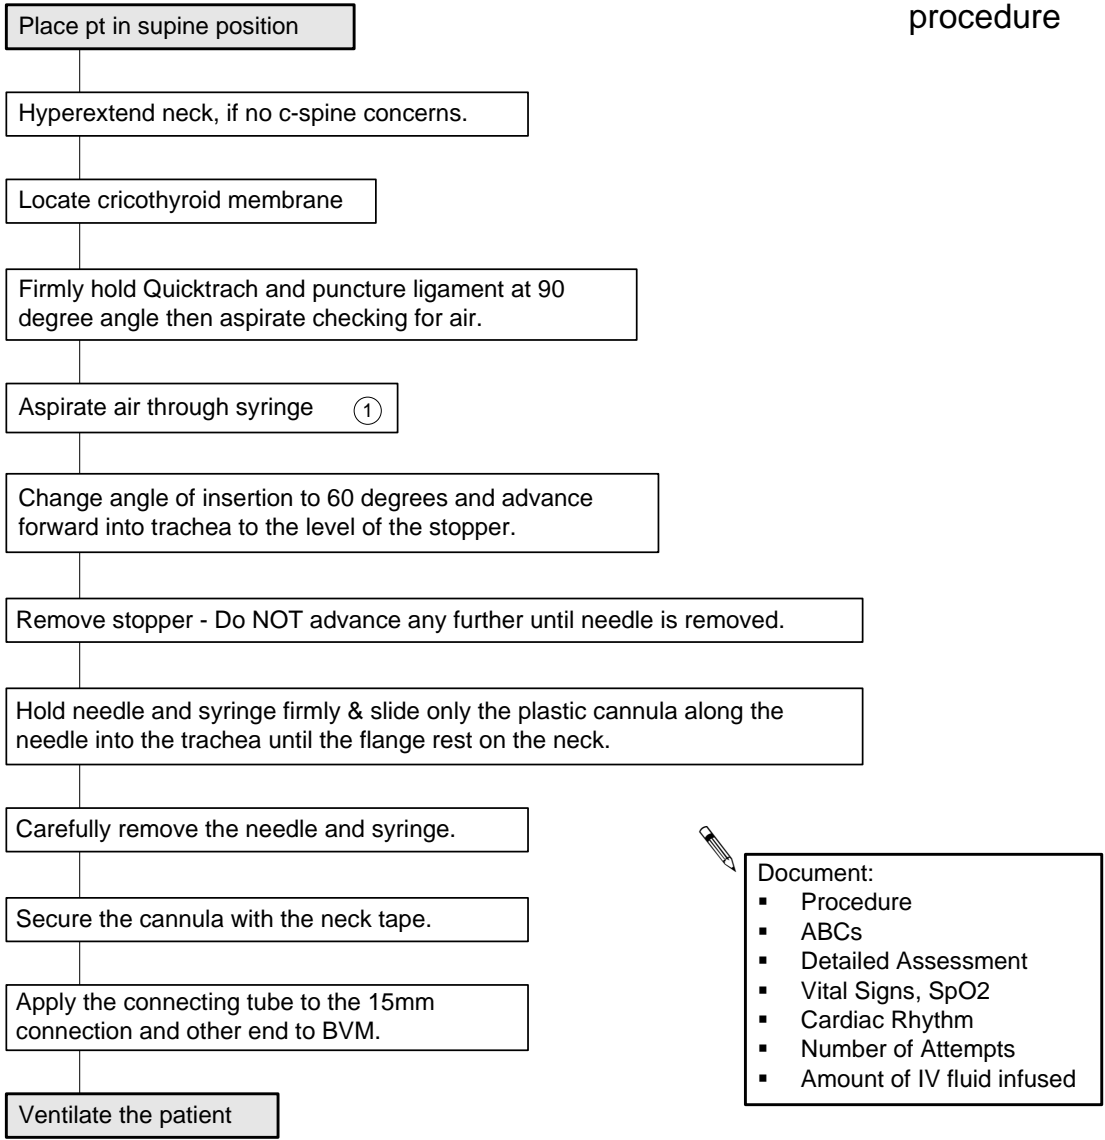 procedure
Place pt in supine position
Hyperextend neck, if no c-spine concerns.
Locate cricothyroid membrane
Firmly hold Quicktrach and puncture ligament at 90
degree angle then aspirate checking for air.
Aspirate air through syringe 1
Change angle of insertion to 60 degrees and advance
forward into trachea to the level of the stopper.
Remove stopper - Do NOT advance any further until needle is removed.
Hold needle and syringe firmly & slide only the plastic cannula along the
needle into the trachea until the flange rest on the neck.
Carefully remove the needle and syringe.
Secure the cannula with the neck tape.
Apply the connecting tube to the 15mm
connection and other end to BVM.
Ventilate the patient
Document:
▪ Procedure
▪ ABCs
▪ Detailed Assessment
▪ Vital Signs, SpO2
▪ Cardiac Rhythm
▪ Number of Attempts
▪ Amount of IV fluid infused